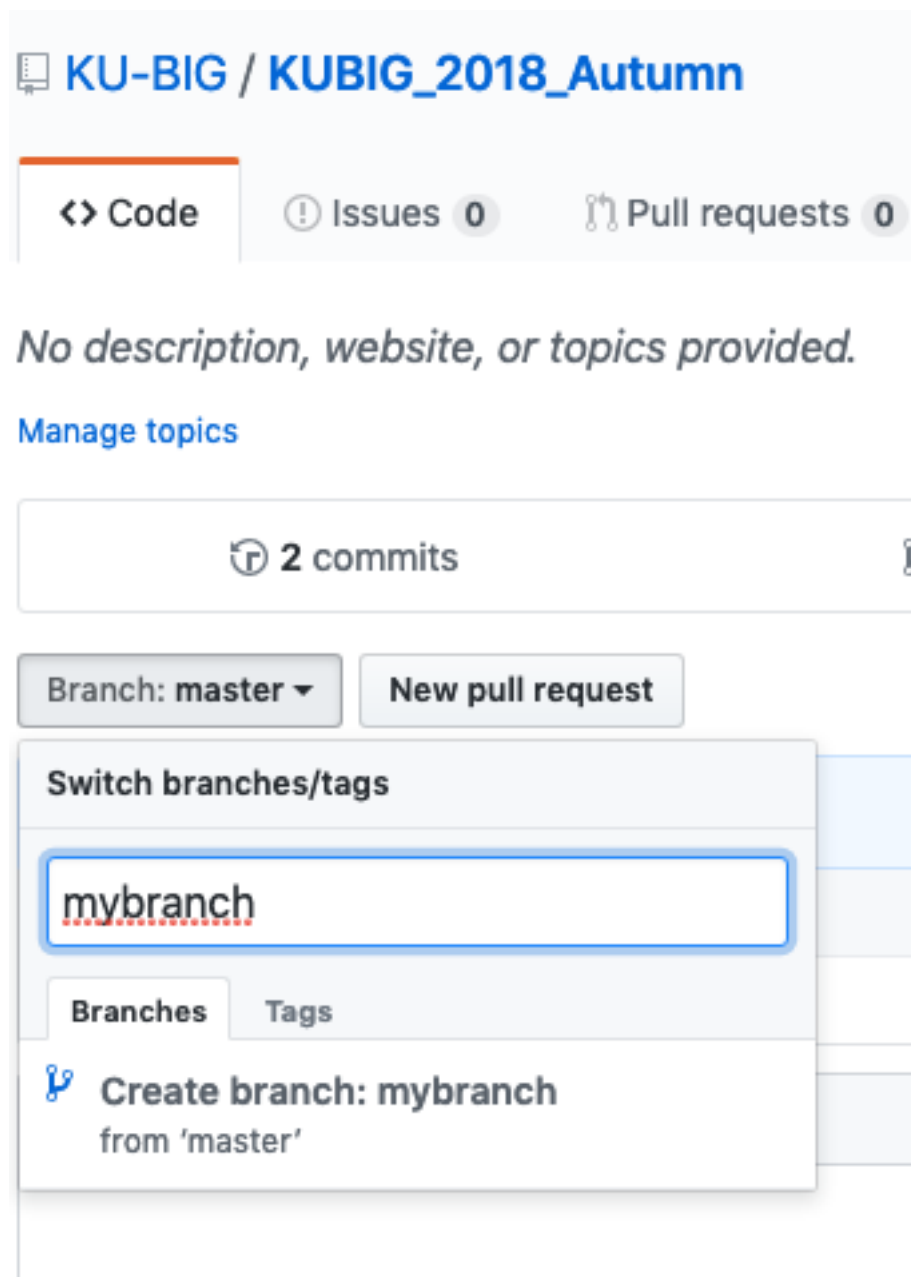 KU-BIG / KUBIG_2018_Autumn
<> Code Issues 0 Pull requests 0
No description, website, or topics provided.
Manage topics
2 commits
Branch: master New pull request
Switch branches/tags
mybranch
Branches Tags
Create branch: mybranch
from ‘master’